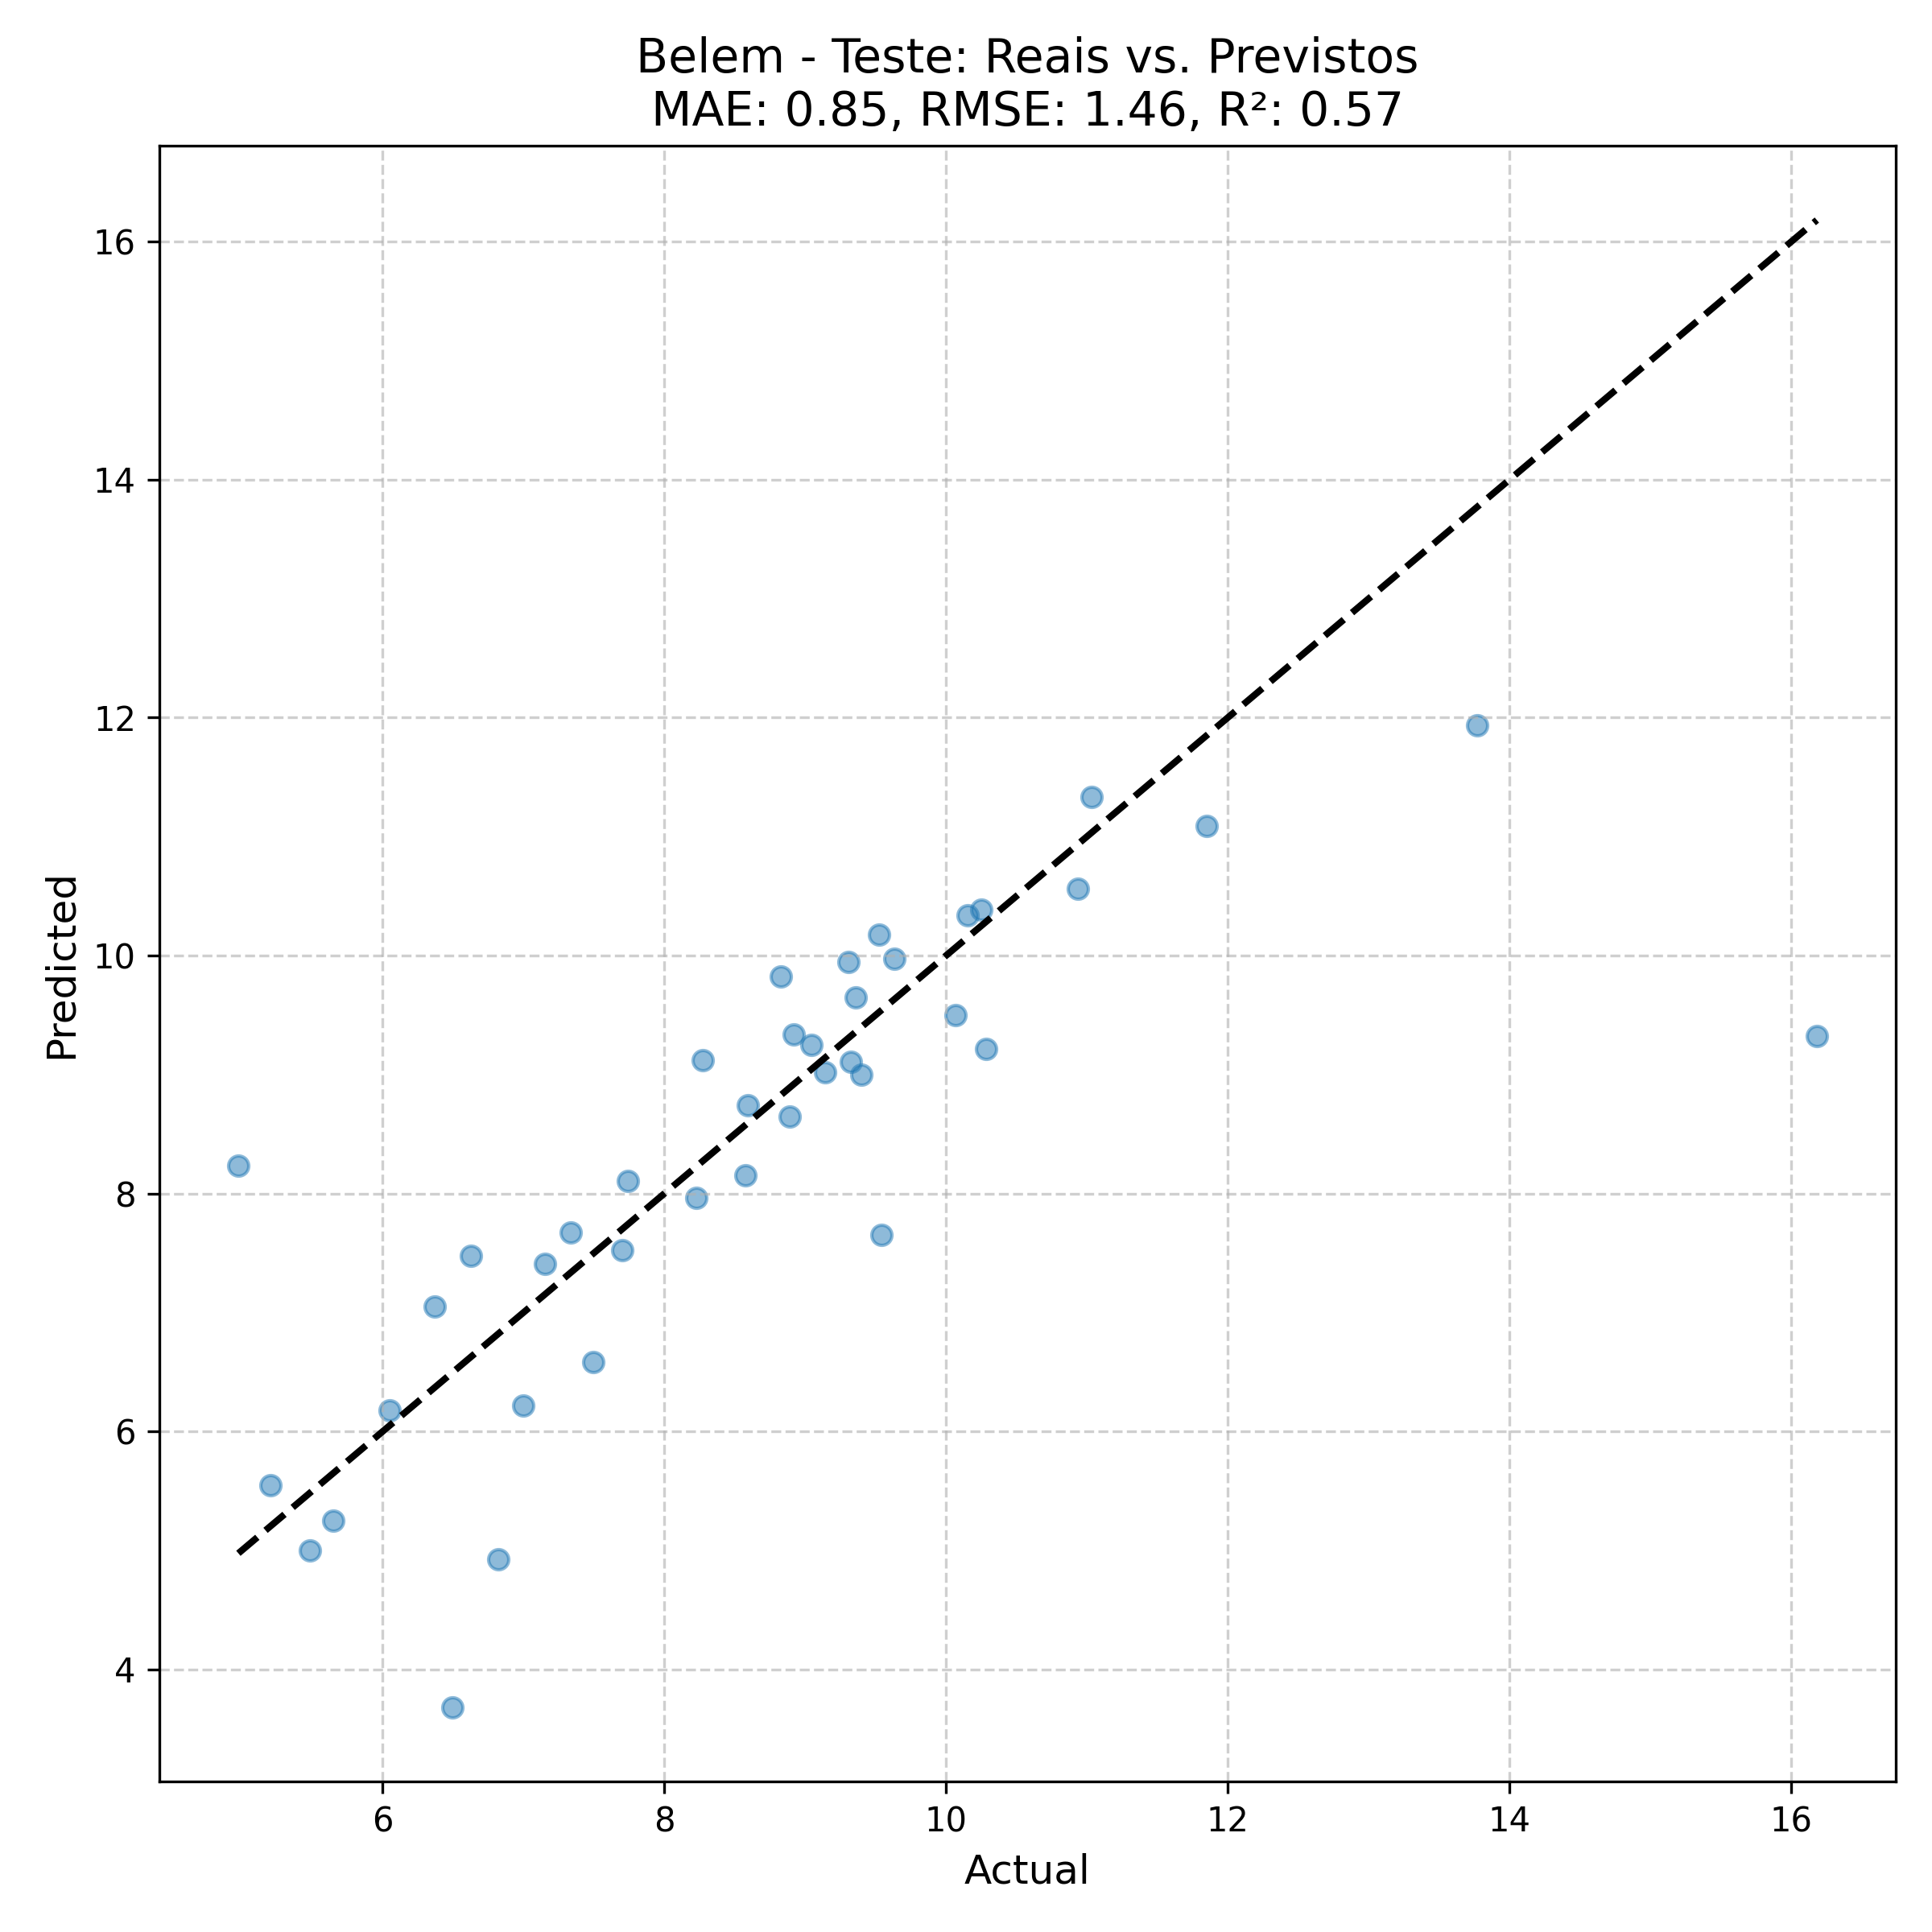 Belem - Teste: Reais vs. Previstos
MAE: 0.85, RMSE: 1.46, R²: 0.57
16
14
12
10
8
6
4
Predicted
6 8 10 12 14 16
Actual